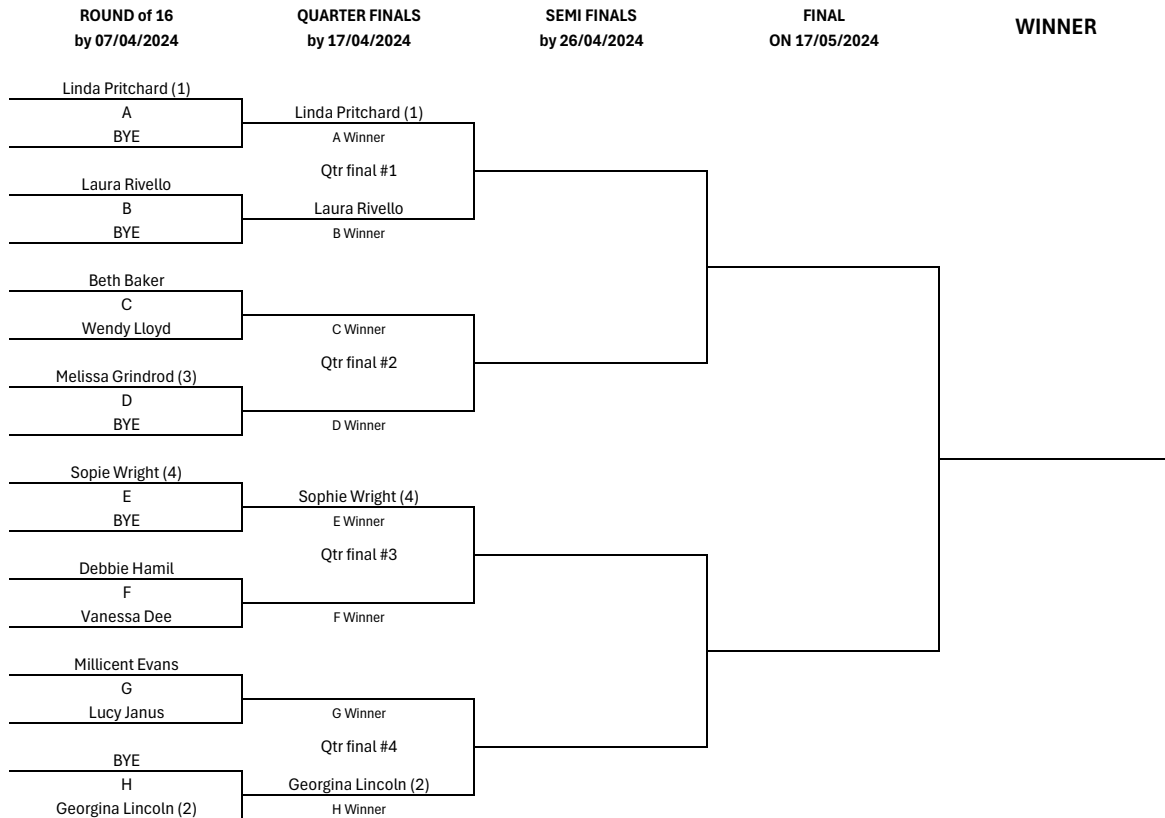 ROUND of 16
by 07/04/2024
QUARTER FINALS
by 17/04/2024
SEMI FINALS
by 26/04/2024
FINAL
ON 17/05/2024
WINNER
Linda Pritchard (1)
A
BYE
Laura Rivello
B
BYE
Beth Baker
C
Wendy Lloyd
Melissa Grindrod (3)
D
BYE
Sopie Wright (4)
E
BYE
Debbie Hamil
F
Vanessa Dee
Millicent Evans
G
Lucy Janus
BYE
H
Georgina Lincoln (2)
Linda Pritchard (1)
A Winner
Qtr final #1
Laura Rivello
B Winner
C Winner
Qtr final #2
D Winner
Sophie Wright (4)
E Winner
Qtr final #3
F Winner
G Winner
Qtr final #4
Georgina Lincoln (2)
H Winner